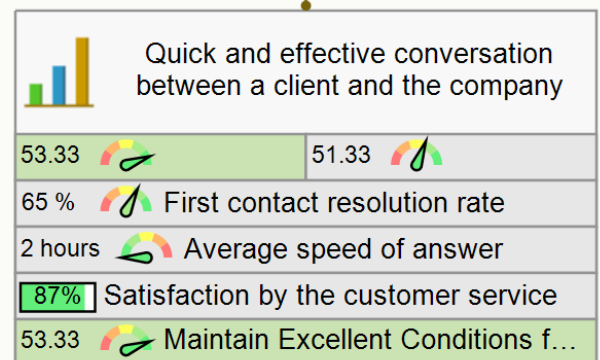 Quick and effective conversation
between a client and the company
53.33 51.33
65 % First contact resolution rate
2 hours Average speed of answer
87% Satisfaction by the customer service
53.33 Maintain Excellent Conditions f...